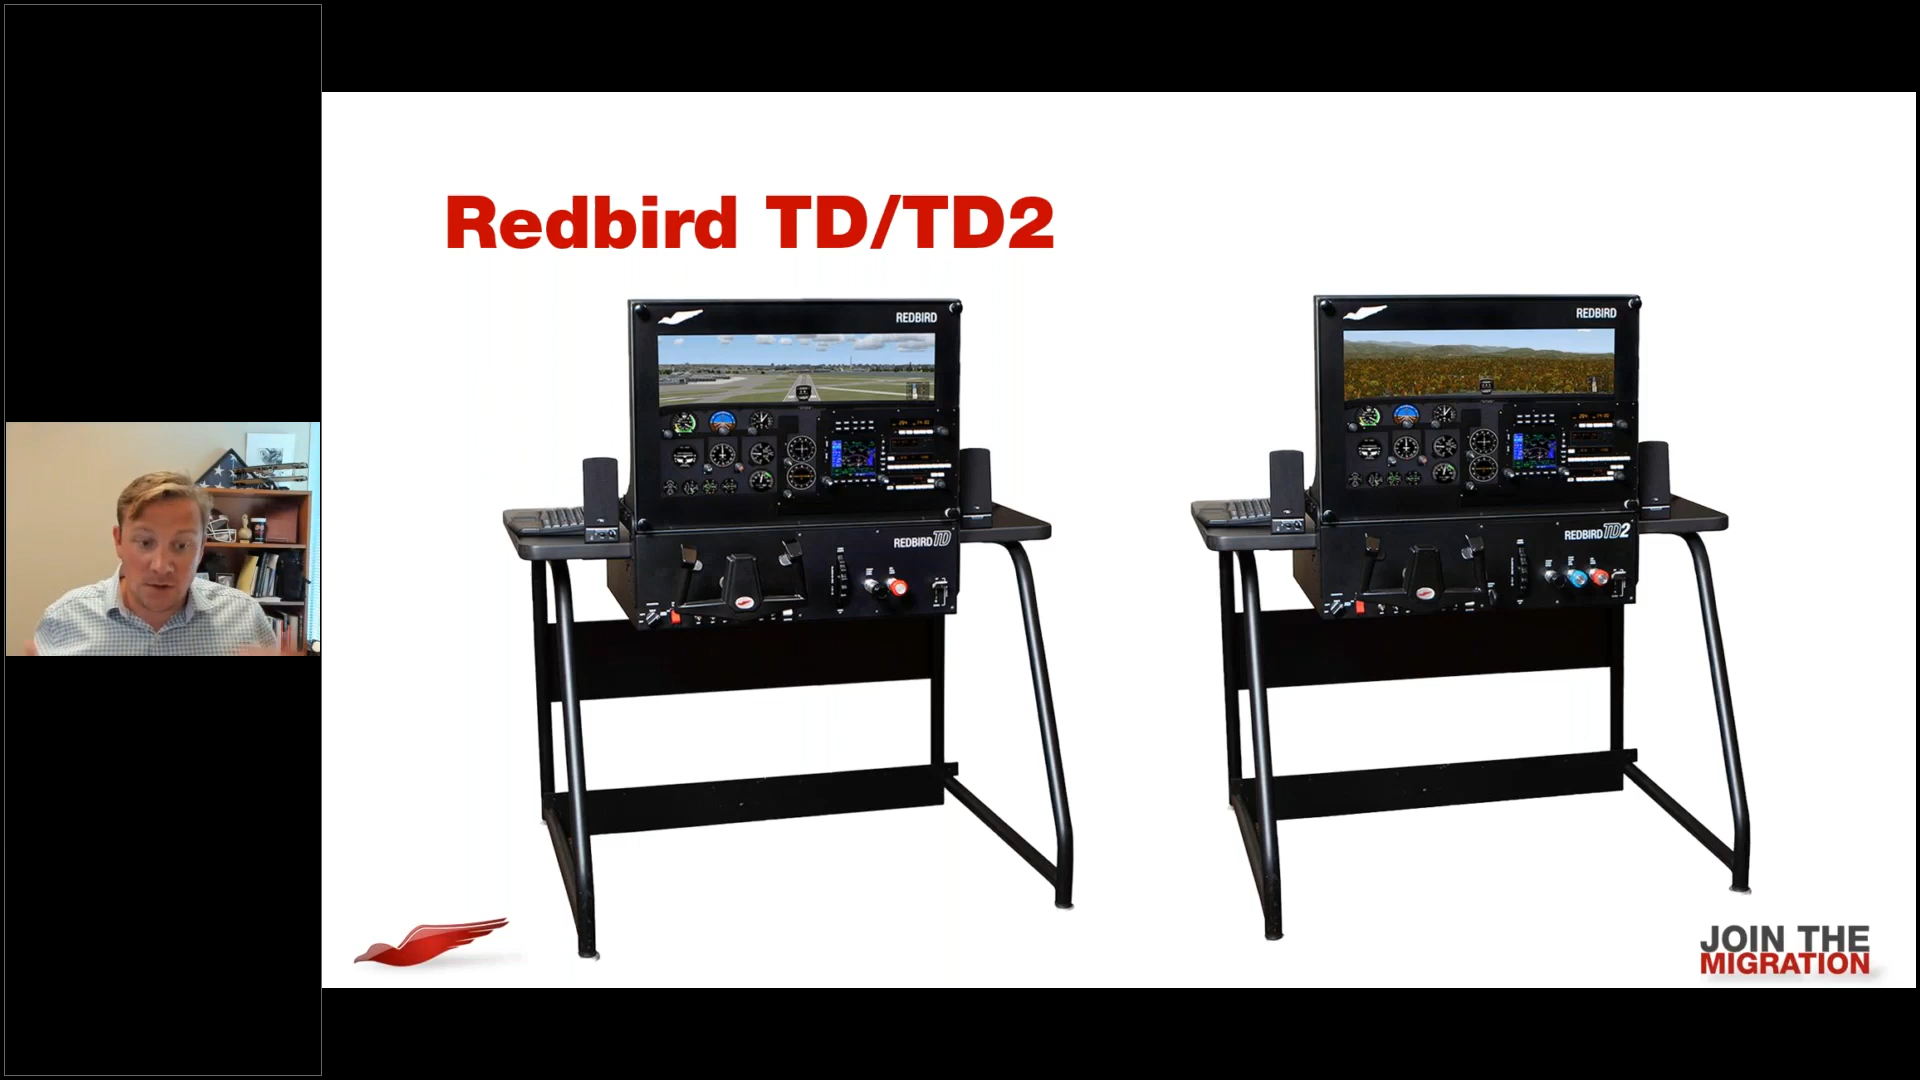 Redbird TD/TD2
REDBIRD
REDBIRD
REDBIRD TD
REDBIRD TD2
JOIN THE
MIGRATION